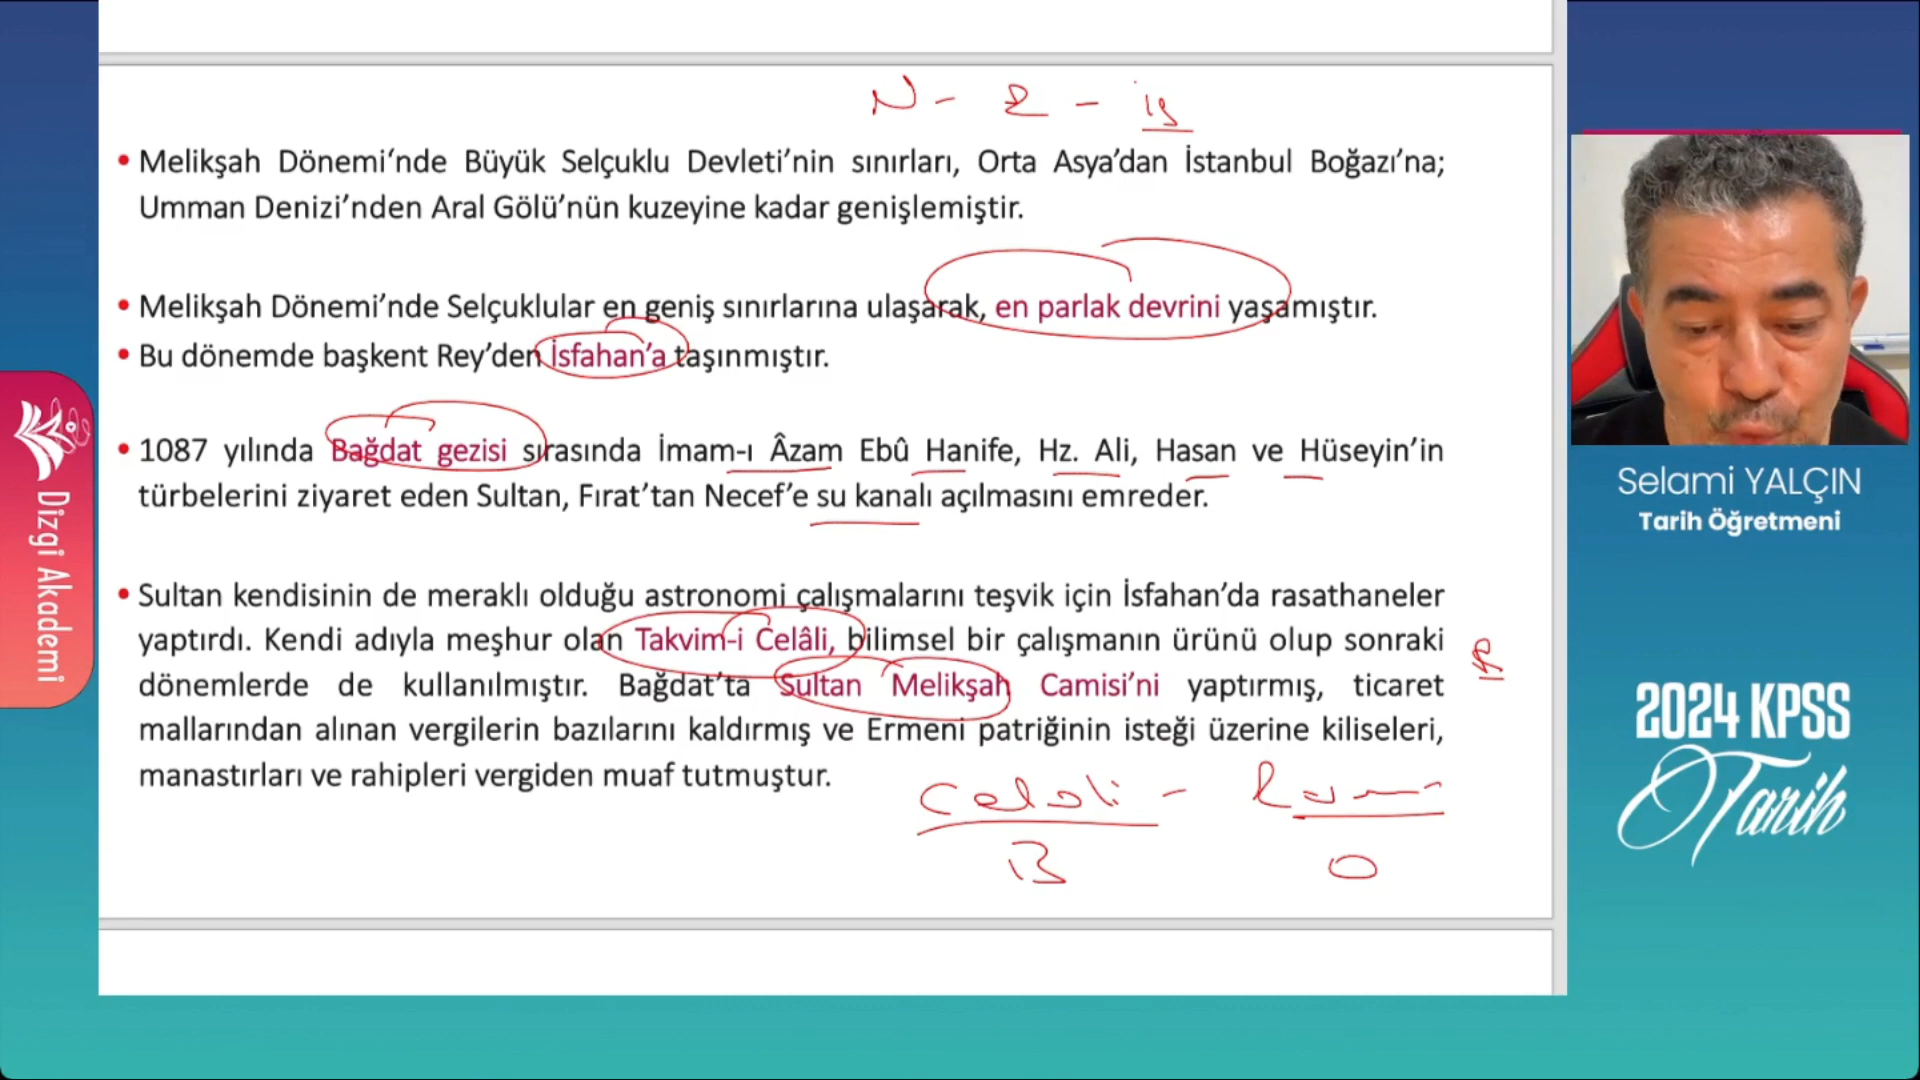 N - R - İS
• Melikşah Dönemi‘nde Büyük Selçuklu Devleti’nin sınırları, Orta Asya’dan İstanbul Boğazı’na;
Umman Denizi’nden Aral Gölü’nün kuzeyine kadar genişlemiştir.
• Melikşah Dönemi’nde Selçuklular en geniş sınırlarına ulaşarak, en parlak devrini yaşamıştır.
• Bu dönemde başkent Rey’den İsfahan’a taşınmıştır.
• 1087 yılında Bağdat gezisi sırasında İmam-ı Âzam Ebû Hanife, Hz. Ali, Hasan ve Hüseyin’in
türbelerini ziyaret eden Sultan, Fırat’tan Necef’e su kanalı açılmasını emreder.
• Sultan kendisinin de meraklı olduğu astronomi çalışmalarını teşvik için İsfahan’da rasathaneler
yaptırdı. Kendi adıyla meşhur olan Takvim-i Celâli, bilimsel bir çalışmanın ürünü olup sonraki
dönemlerde de kullanılmıştır. Bağdat’ta Sultan Melikşah Camisi’ni yaptırmış, ticaret
mallarından alınan vergilerin bazılarını kaldırmış ve Ermeni patriğinin isteği üzerine kiliseleri,
manastırları ve rahipleri vergiden muaf tutmuştur.
Celali - Rumi
B O
Dizgi Akademi
Selami YALÇIN
Tarih Öğretmeni
2024 KPSS
Tarih